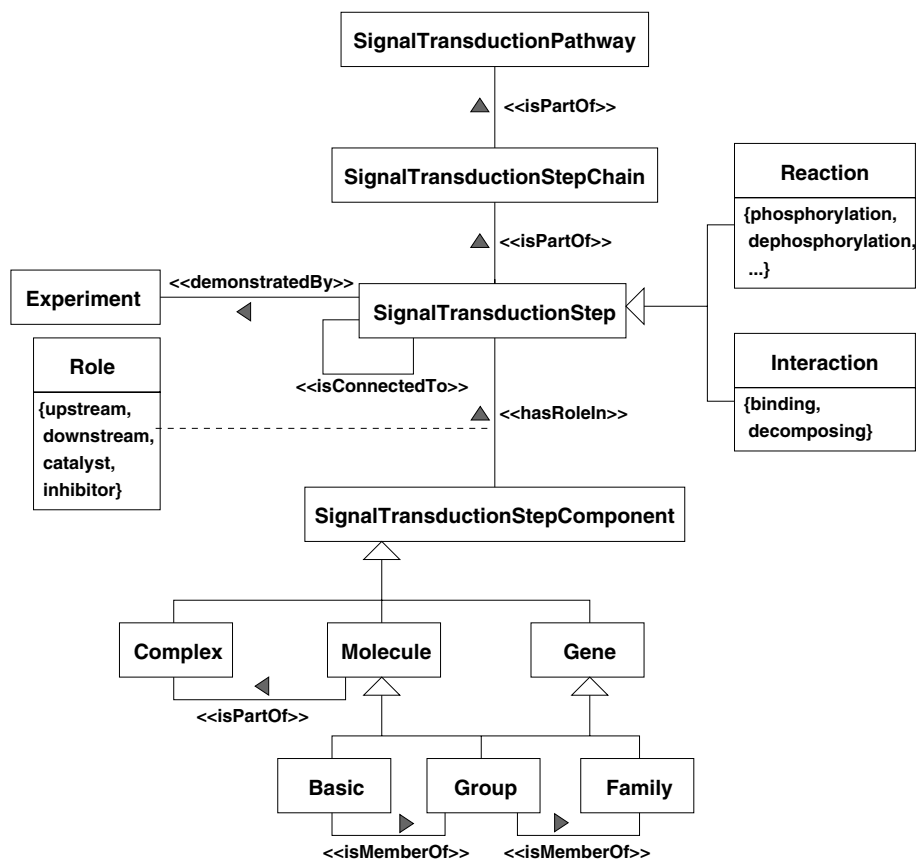 SignalTransductionPathway
<<isPartOf>>
SignalTransductionStepChain
<<isPartOf>>
Reaction
{phosphorylation,
dephosphorylation,
...}
<<demonstratedBy>>
Experiment
SignalTransductionStep
<<isConnectedTo>>
Role
{upstream,
downstream,
catalyst,
inhibitor}
<<hasRoleIn>>
Interaction
{binding,
decomposing}
SignalTransductionStepComponent
Complex
Molecule
Gene
<<isPartOf>>
Basic
Group
Family
<<isMemberOf>>
<<isMemberOf>>